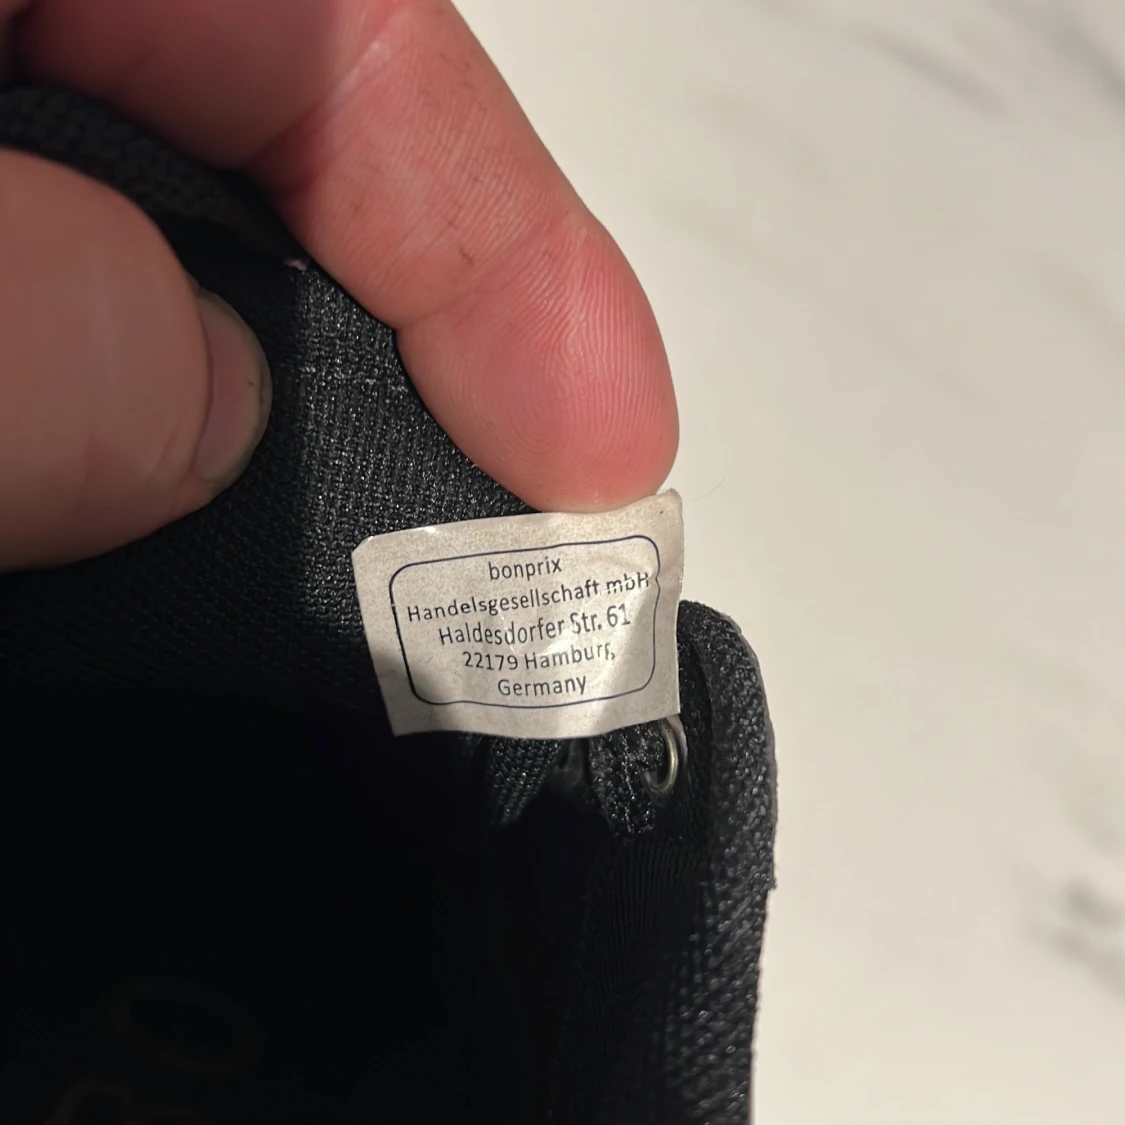 bonprix
Handelsgesellschaft mbH
Haldesdorfer Str. 61
22179 Hamburg,
Germany